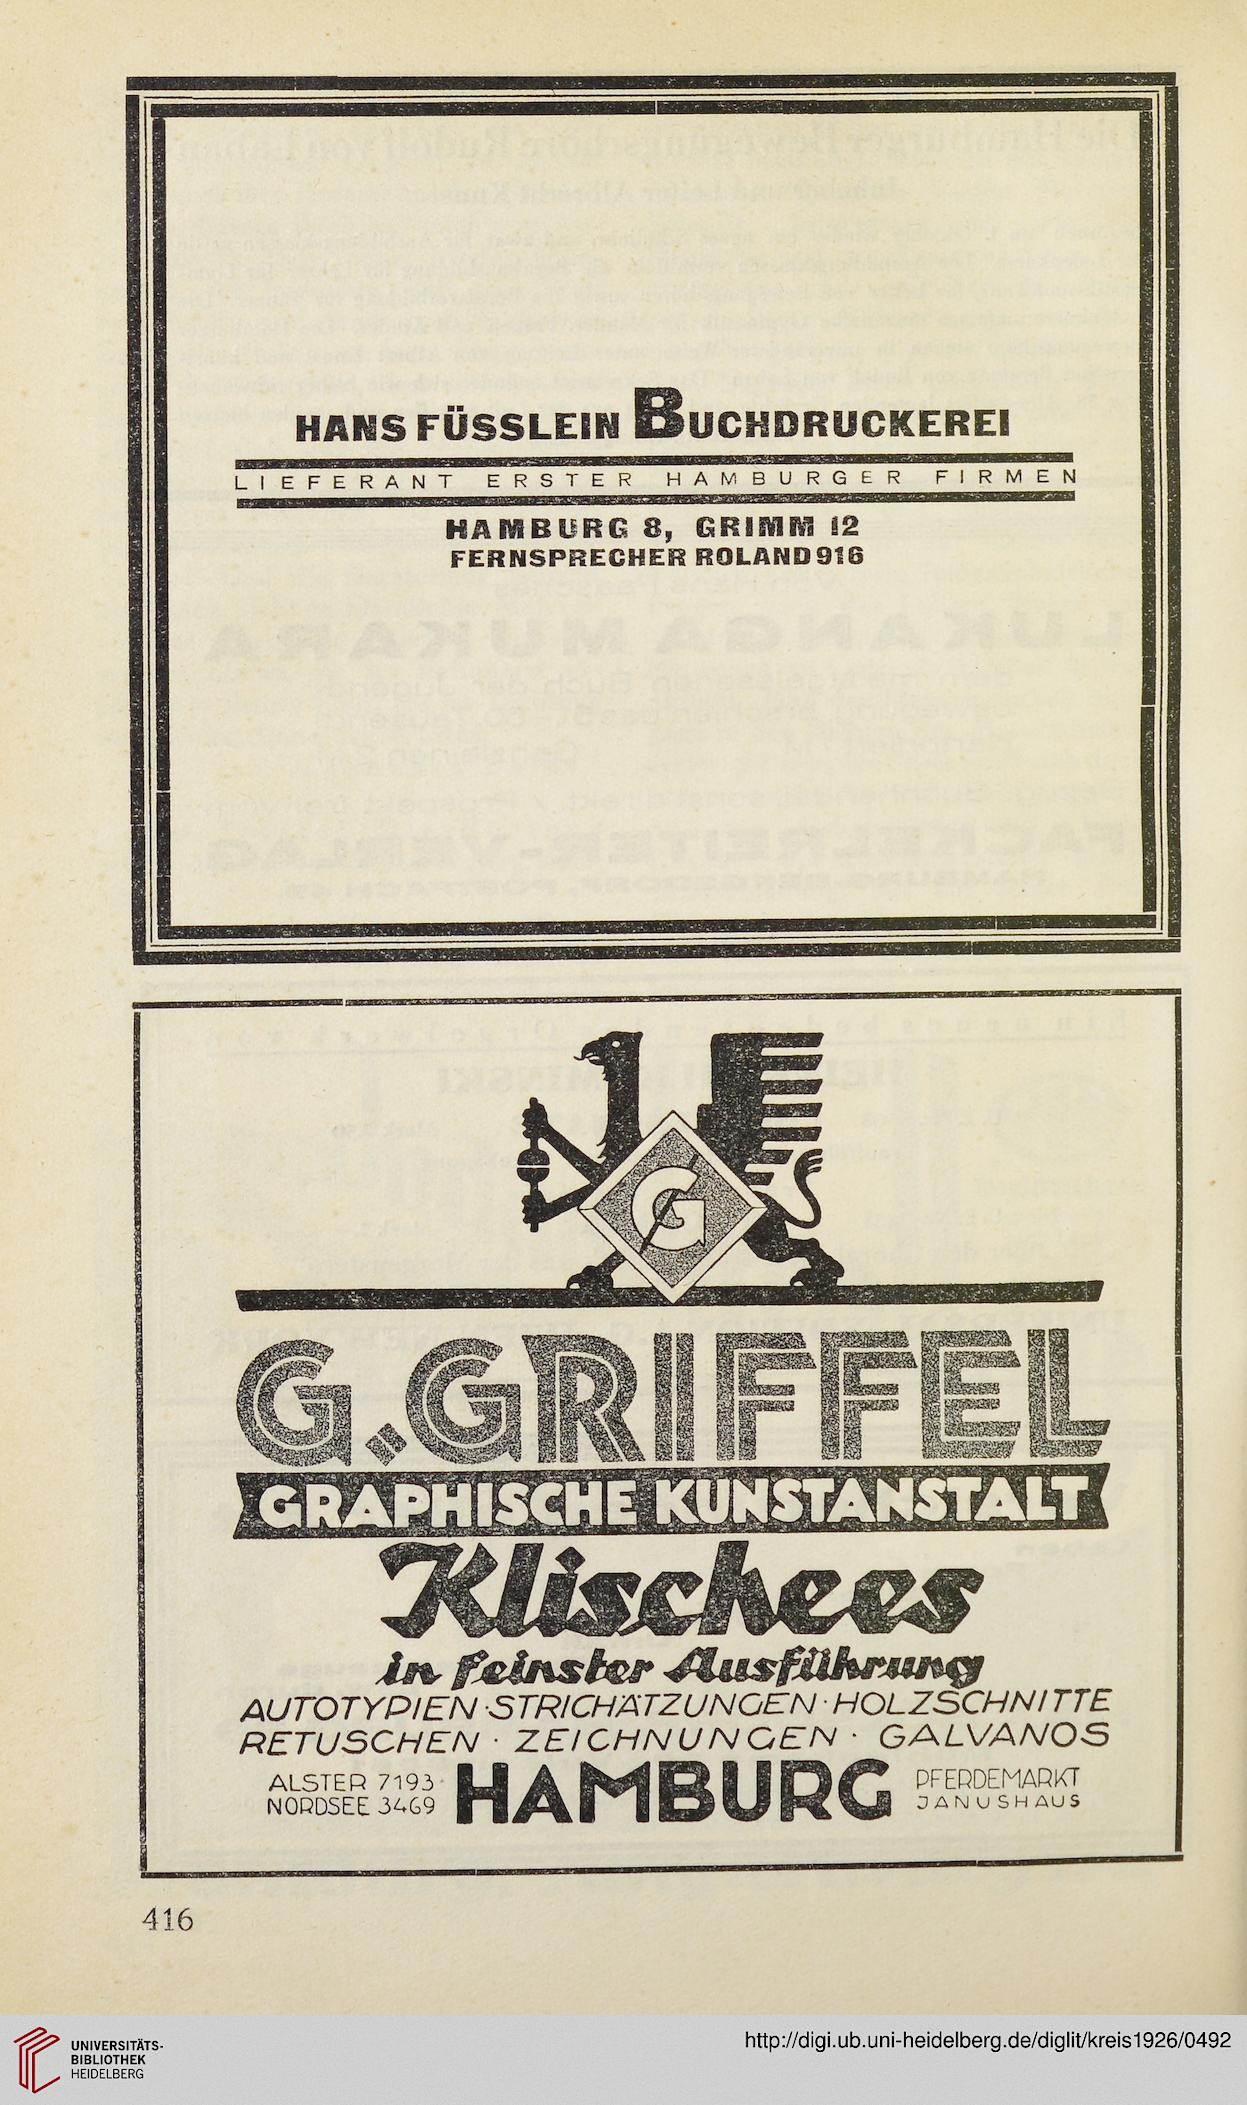 HANS FÜSSLEIN BUCHDRUCKEREI
LIEFERANT ERSTER HAMBURGER FIRMEN
HAMBURG 8, GRIMM 12
FERNSPRECHER ROLAND 916
G
G. GRIFFEL
GRAPHISCHE KUNSTANSTALT
Klischees
in feinster Ausführung
AUTOTYPIEN · STRICHÄTZUNGEN · HOLZSCHNITTE
RETUSCHEN · ZEICHNUNGEN · GALVANOS
ALSTER 7193
NORDSEE 3469
HAMBURG
PFERDEMARKT
JANUSHAUS
416
UNIVERSITÄTS-
BIBLIOTHEK
HEIDELBERG
http://digi.ub.uni-heidelberg.de/diglit/kreis1926/0492